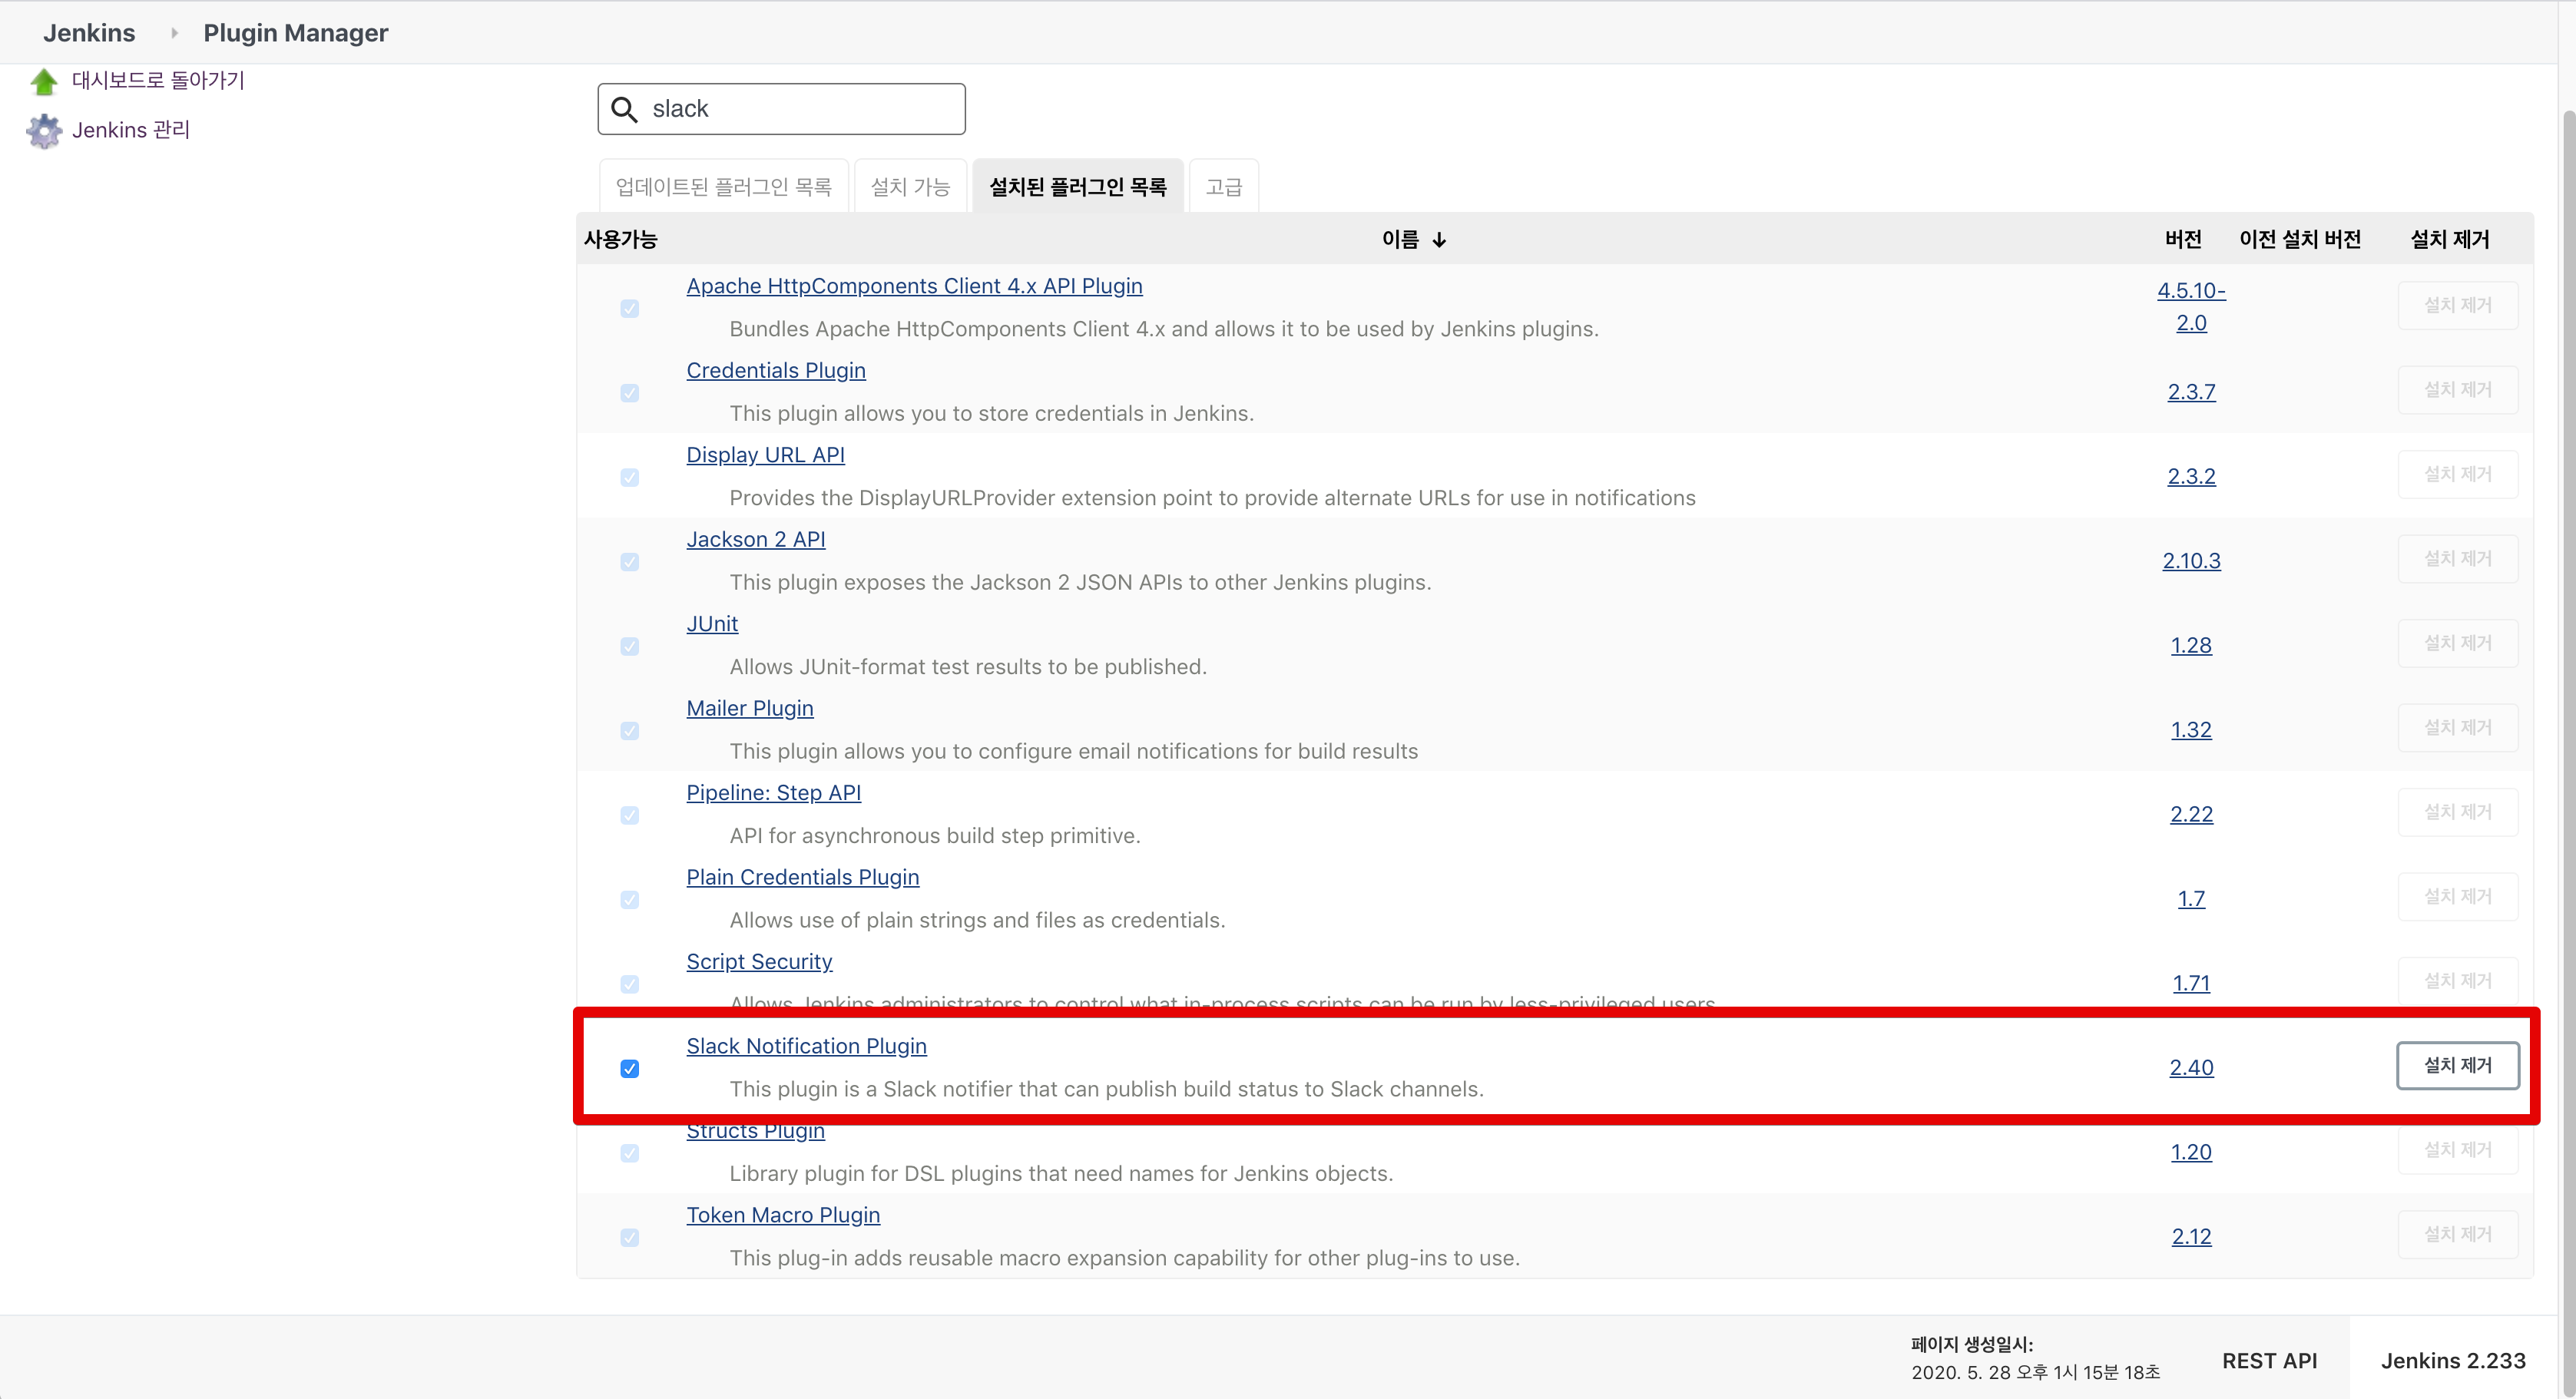 Jenkins Plugin Manager
대시보드로 돌아가기
Jenkins 관리
slack
업데이트된 플러그인 목록 설치 가능 설치된 플러그인 목록 고급
사용가능 이름 ↓ 버전 이전 설치 버전 설치 제거
Apache HttpComponents Client 4.x API Plugin
Bundles Apache HttpComponents Client 4.x and allows it to be used by Jenkins plugins.
4.5.10-
2.0
설치 제거
Credentials Plugin
This plugin allows you to store credentials in Jenkins.
2.3.7
설치 제거
Display URL API
Provides the DisplayURLProvider extension point to provide alternate URLs for use in notifications
2.3.2
설치 제거
Jackson 2 API
This plugin exposes the Jackson 2 JSON APIs to other Jenkins plugins.
2.10.3
설치 제거
JUnit
Allows JUnit-format test results to be published.
1.28
설치 제거
Mailer Plugin
This plugin allows you to configure email notifications for build results
1.32
설치 제거
Pipeline: Step API
API for asynchronous build step primitive.
2.22
설치 제거
Plain Credentials Plugin
Allows use of plain strings and files as credentials.
1.7
설치 제거
Script Security
Allows Jenkins administrators to control what in-process scripts can be run by less-privileged users
1.71
설치 제거
Slack Notification Plugin
This plugin is a Slack notifier that can publish build status to Slack channels.
2.40
설치 제거
Structs Plugin
Library plugin for DSL plugins that need names for Jenkins objects.
1.20
설치 제거
Token Macro Plugin
This plug-in adds reusable macro expansion capability for other plug-ins to use.
2.12
설치 제거
페이지 생성일시:
2020. 5. 28 오후 1시 15분 18초
REST API
Jenkins 2.233